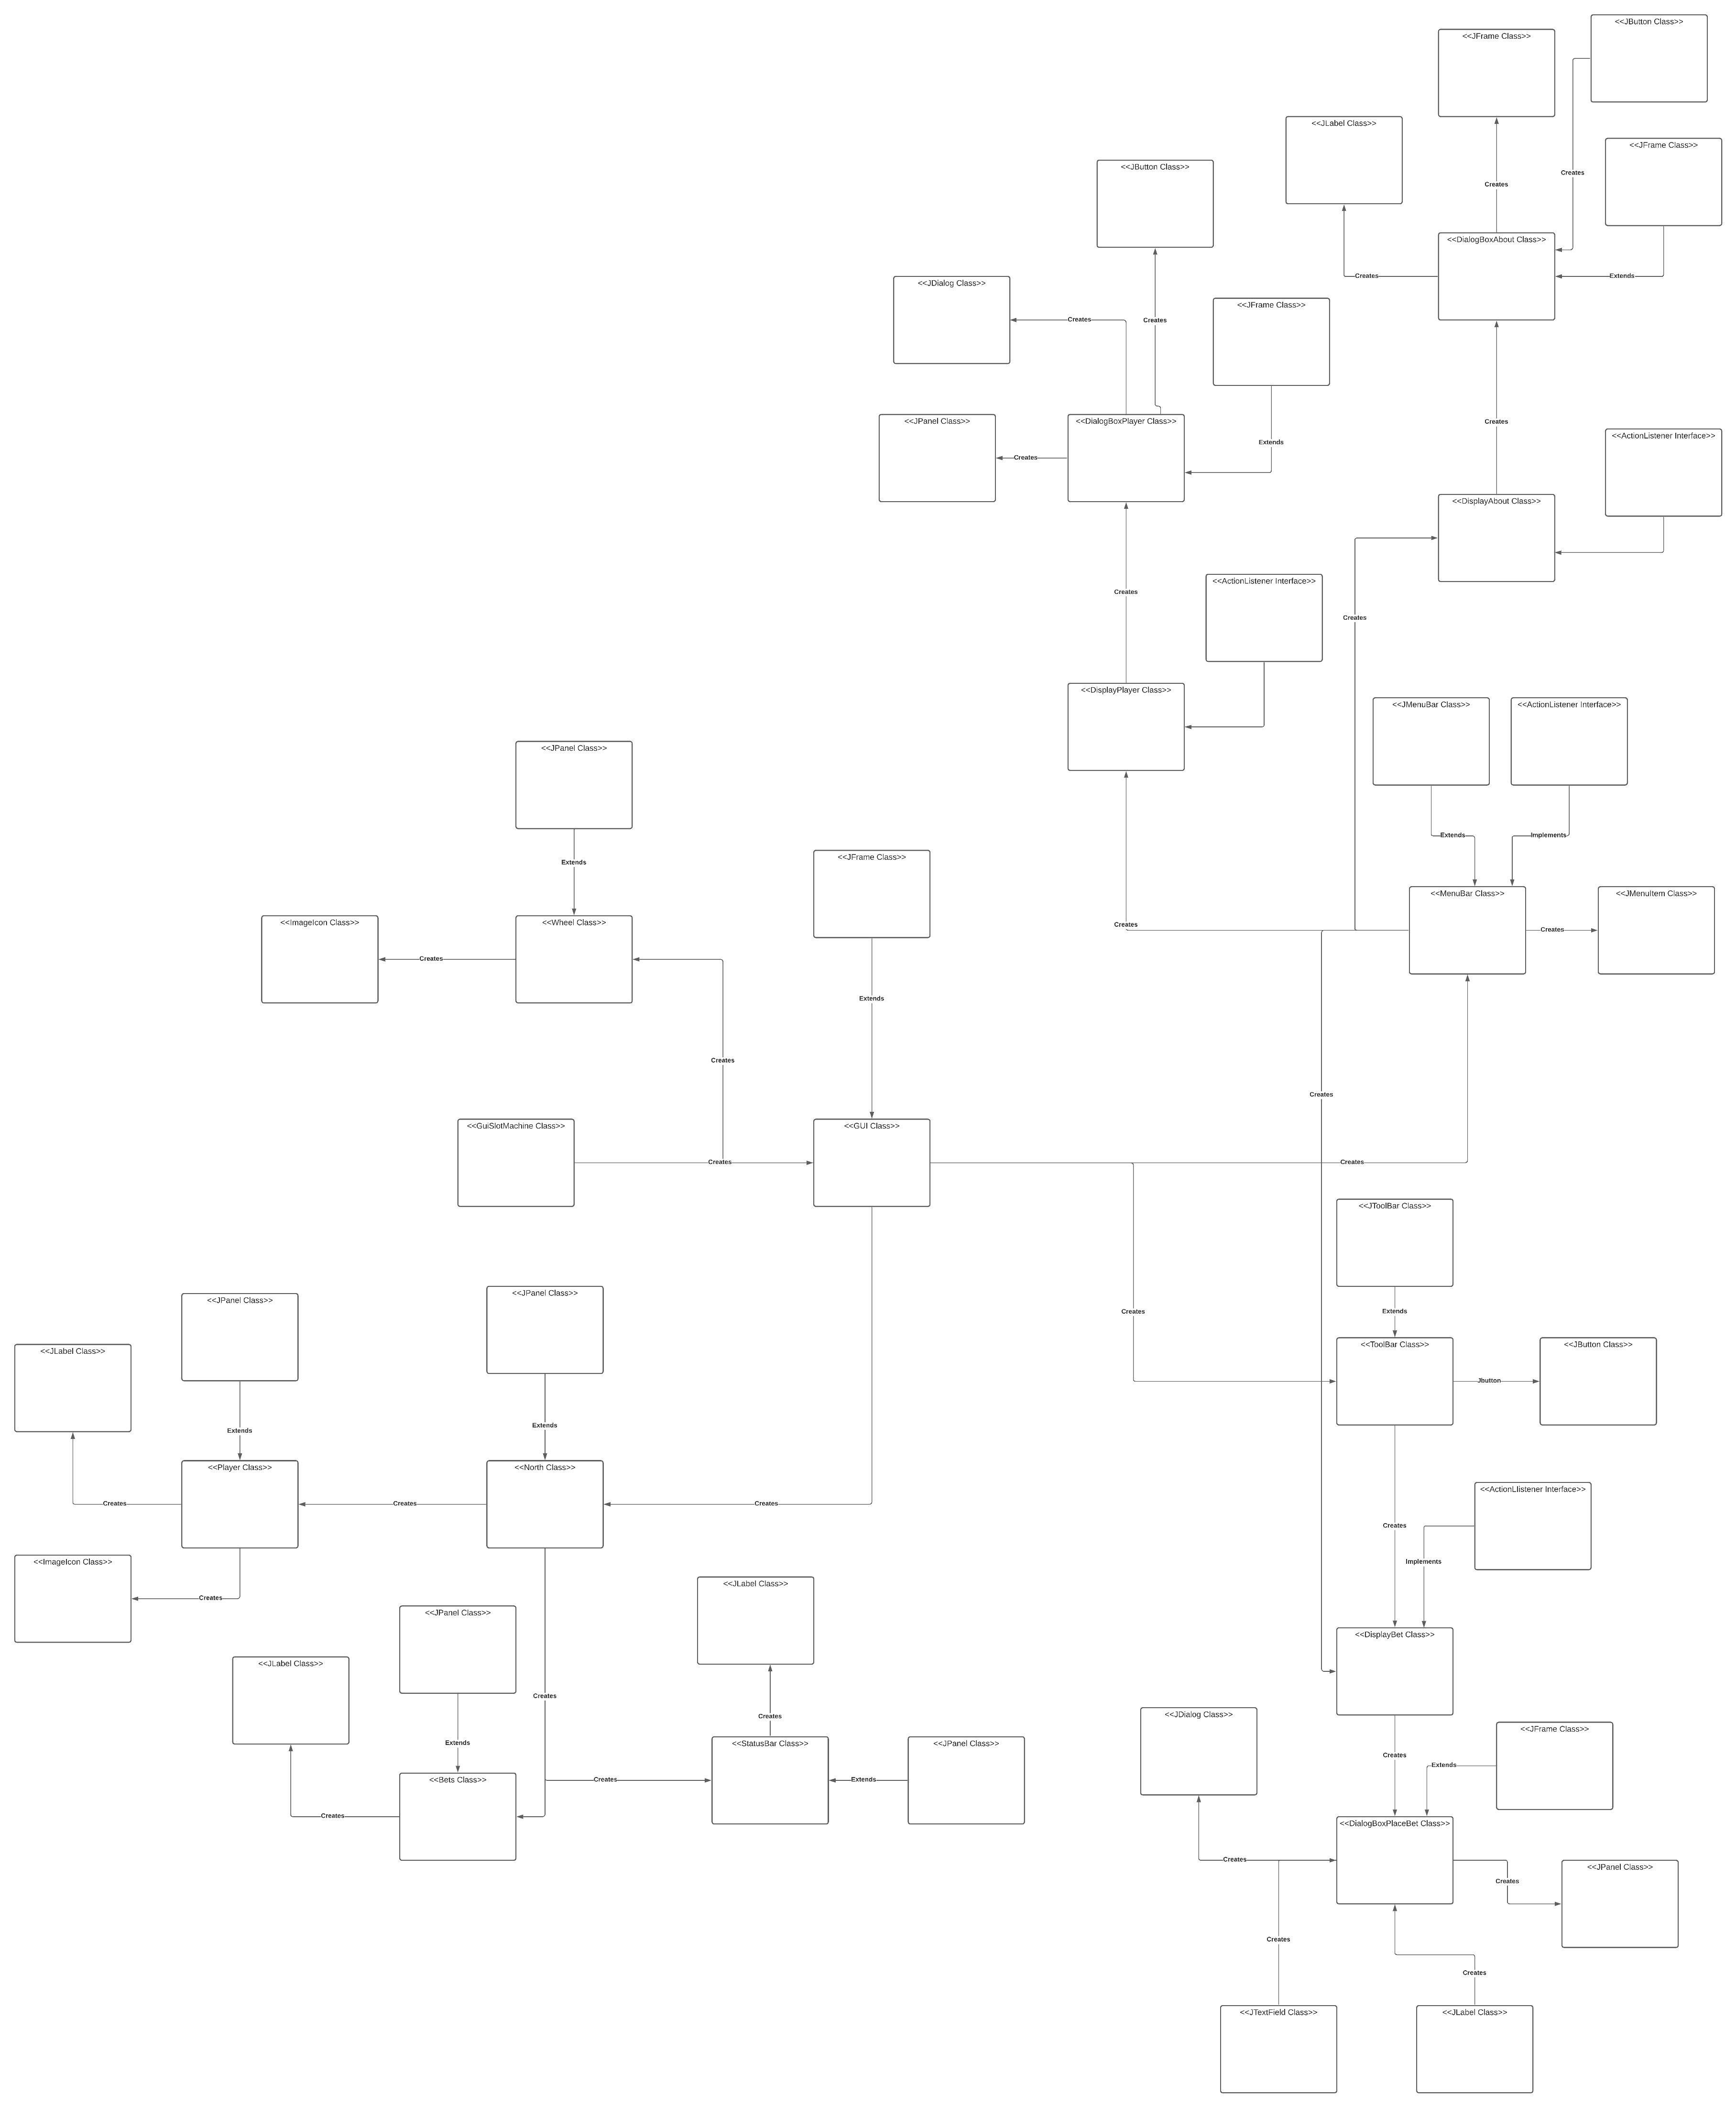 <<JButton Class>>
<<JFrame Class>>
<<JLabel Class>>
<<JFrame Class>>
<<JButton Class>>
Creates
Creates
<<DialogBoxAbout Class>>
Creates
Extends
<<JDialog Class>>
<<JFrame Class>>
Creates
Creates
<<JPanel Class>>
<<DialogBoxPlayer Class>>
Creates
<<ActionListener Interface>>
Extends
Creates
<<DisplayAbout Class>>
<<ActionListener Interface>>
Creates
Creates
<<DisplayPlayer Class>>
<<JMenuBar Class>>
<<ActionListener Interface>>
<<JPanel Class>>
Extends
Implements
<<JFrame Class>>
Extends
<<MenuBar Class>>
<<JMenuItem Class>>
<<ImageIcon Class>>
<<Wheel Class>>
Creates
Creates
Creates
Extends
Creates
Creates
<<GuiSlotMachine Class>>
<<GUI Class>>
Creates
Creates
<<JToolBar Class>>
<<JPanel Class>>
<<JPanel Class>>
Creates
Extends
<<JLabel Class>>
<<ToolBar Class>>
<<JButton Class>>
Jbutton
Extends
Extends
<<Player Class>>
<<North Class>>
<<ActionLIistener Interface>>
Creates
Creates
Creates
Creates
<<ImageIcon Class>>
Implements
<<JLabel Class>>
Creates
<<JPanel Class>>
<<DisplayBet Class>>
<<JLabel Class>>
Creates
<<JDialog Class>>
Creates
<<JFrame Class>>
Extends
<<StatusBar Class>>
<<JPanel Class>>
Creates
Extends
<<Bets Class>>
Creates
Extends
Creates
<<DialogBoxPlaceBet Class>>
Creates
<<JPanel Class>>
Creates
Creates
Creates
<<JTextField Class>>
<<JLabel Class>>